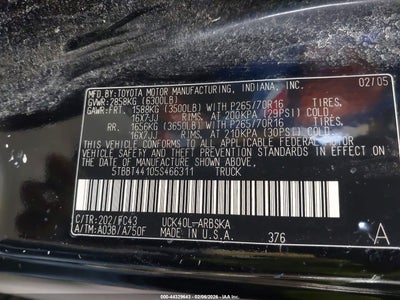 MFD. BY: TOYOTA MOTOR MANUFACTURING, INDIANA, INC. 02/05
GVWR: 2858KG (6300LB)
GAWR: FRT. 1588KG (3500LB) WITH P265/70R16 TIRES,
16X7JJ RIMS, AT 200KPA (29PSI) COLD.
RR. 1656KG (3650LB) WITH P265/70R16 TIRES,
16X7JJ RIMS, AT 210KPA (30PSI) COLD.
THIS VEHICLE CONFORMS TO ALL APPLICABLE FEDERAL MOTOR
VEHICLE SAFETY AND THEFT PREVENTION STANDARDS IN EFFECT
ON THE DATE OF MANUFACTURE SHOWN ABOVE.
5TBBT44105S466311 TRUCK
C/TR: 202/FC43 UCK40L-ARBSKA
A/TM: A03B/A750F MADE IN U.S.A. 376 A
000-44329643 - 02/06/2026 - IAA Inc.